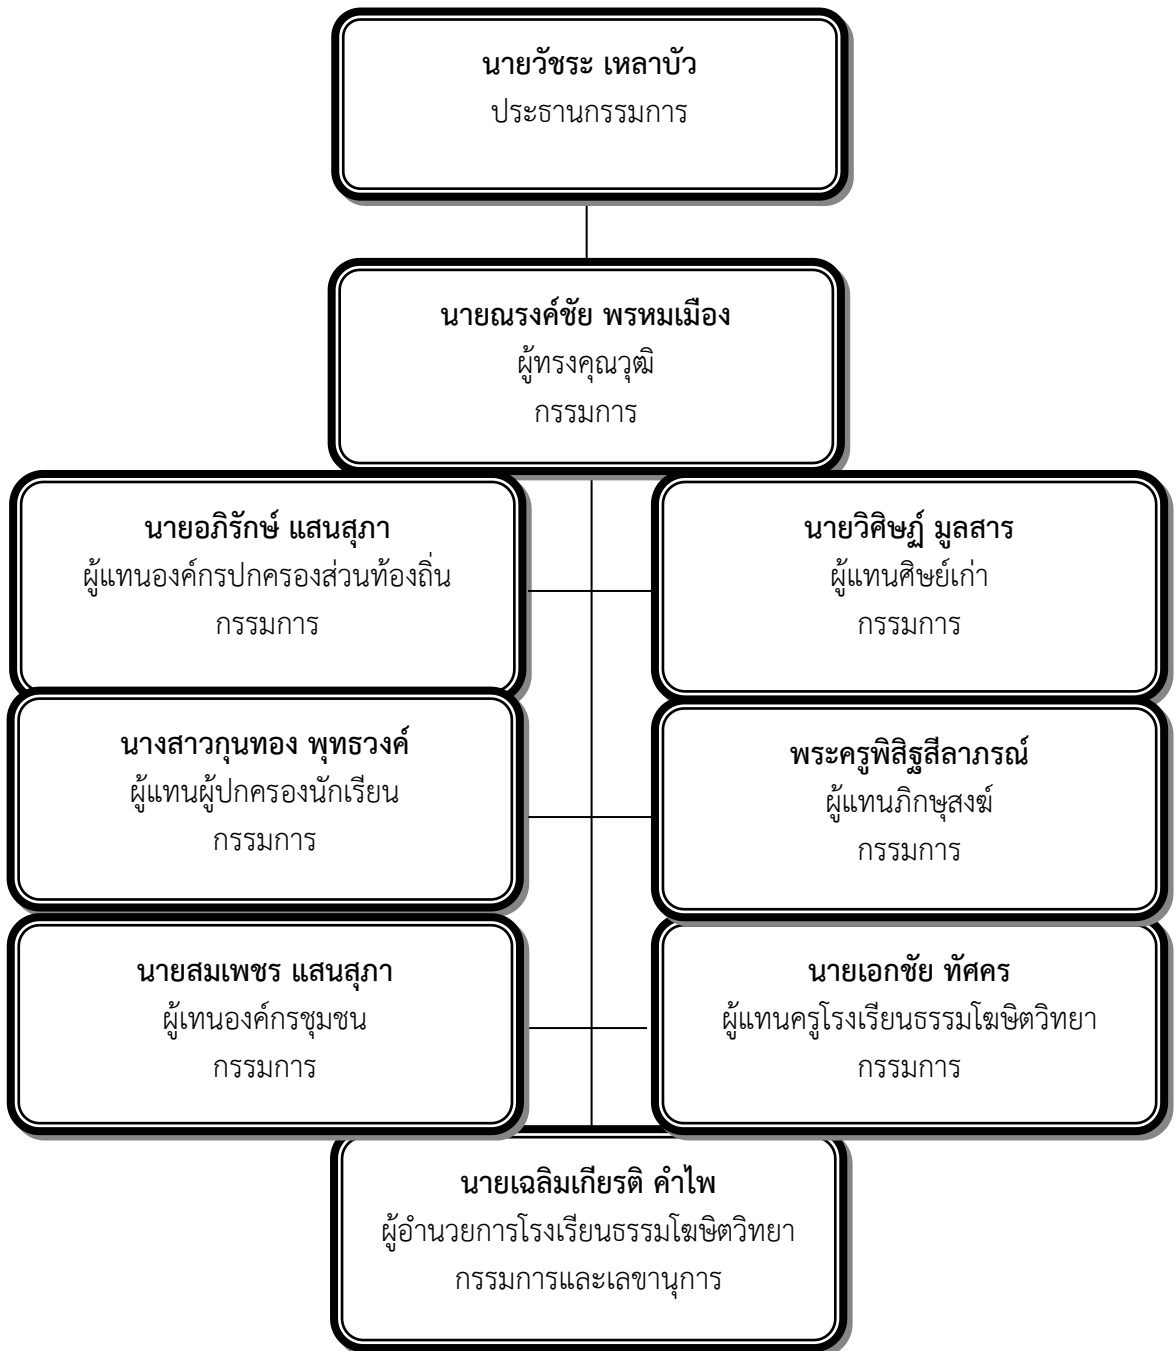 นายวัชระ เหลาบัว
ประธานกรรมการ
นายณรงค์ชัย พรหมเมือง
ผู้ทรงคุณวุฒิ
กรรมการ
นายอภิรักษ์ แสนสุภา
ผู้แทนองค์กรปกครองส่วนท้องถิ่น
กรรมการ
นายวิศิษฏ์ มูลสาร
ผู้แทนศิษย์เก่า
กรรมการ
นางสาวกุนทอง พุทธวงค์
ผู้แทนผู้ปกครองนักเรียน
กรรมการ
พระครูพิสิฐสีลาภรณ์
ผู้แทนภิกษุสงฆ์
กรรมการ
นายสมเพชร แสนสุภา
ผู้เทนองค์กรชุมชน
กรรมการ
นายเอกชัย ทัศคร
ผู้แทนครูโรงเรียนธรรมโฆษิตวิทยา
กรรมการ
นายเฉลิมเกียรติ คำไพ
ผู้อำนวยการโรงเรียนธรรมโฆษิตวิทยา
กรรมการและเลขานุการ